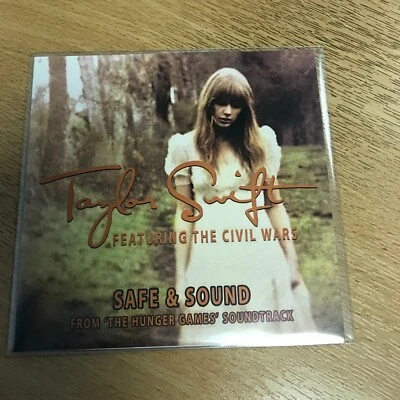 Taylor Swift
FEATURING THE CIVIL WARS
SAFE & SOUND
FROM 'THE HUNGER GAMES' SOUNDTRACK